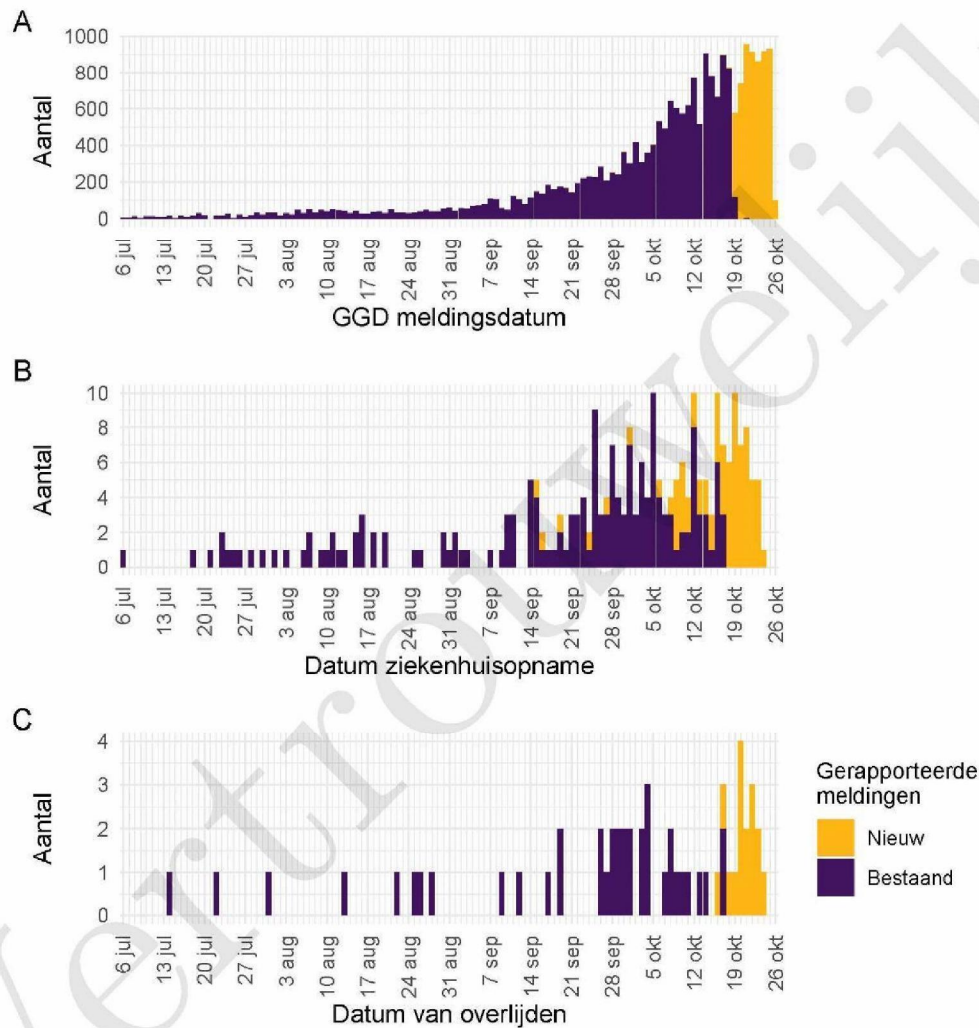 A
1000
800
600
400
200
0
Aantal
6 jul
13 jul
20 jul
27 jul
3 aug
10 aug
17 aug
24 aug
31 aug
7 sep
14 sep
21 sep
28 sep
5 okt
12 okt
19 okt
26 okt
GGD meldingsdatum
B
10
8
6
4
2
0
Aantal
6 jul
13 jul
20 jul
27 jul
3 aug
10 aug
17 aug
24 aug
31 aug
7 sep
14 sep
21 sep
28 sep
5 okt
12 okt
19 okt
26 okt
Datum ziekenhuisopname
C
4
3
2
1
0
Aantal
6 jul
13 jul
20 jul
27 jul
3 aug
10 aug
17 aug
24 aug
31 aug
7 sep
14 sep
21 sep
28 sep
5 okt
12 okt
19 okt
26 okt
Datum van overlijden
Gerapporteerde
meldingen
Nieuw
Bestaand
Vertrouwelijk